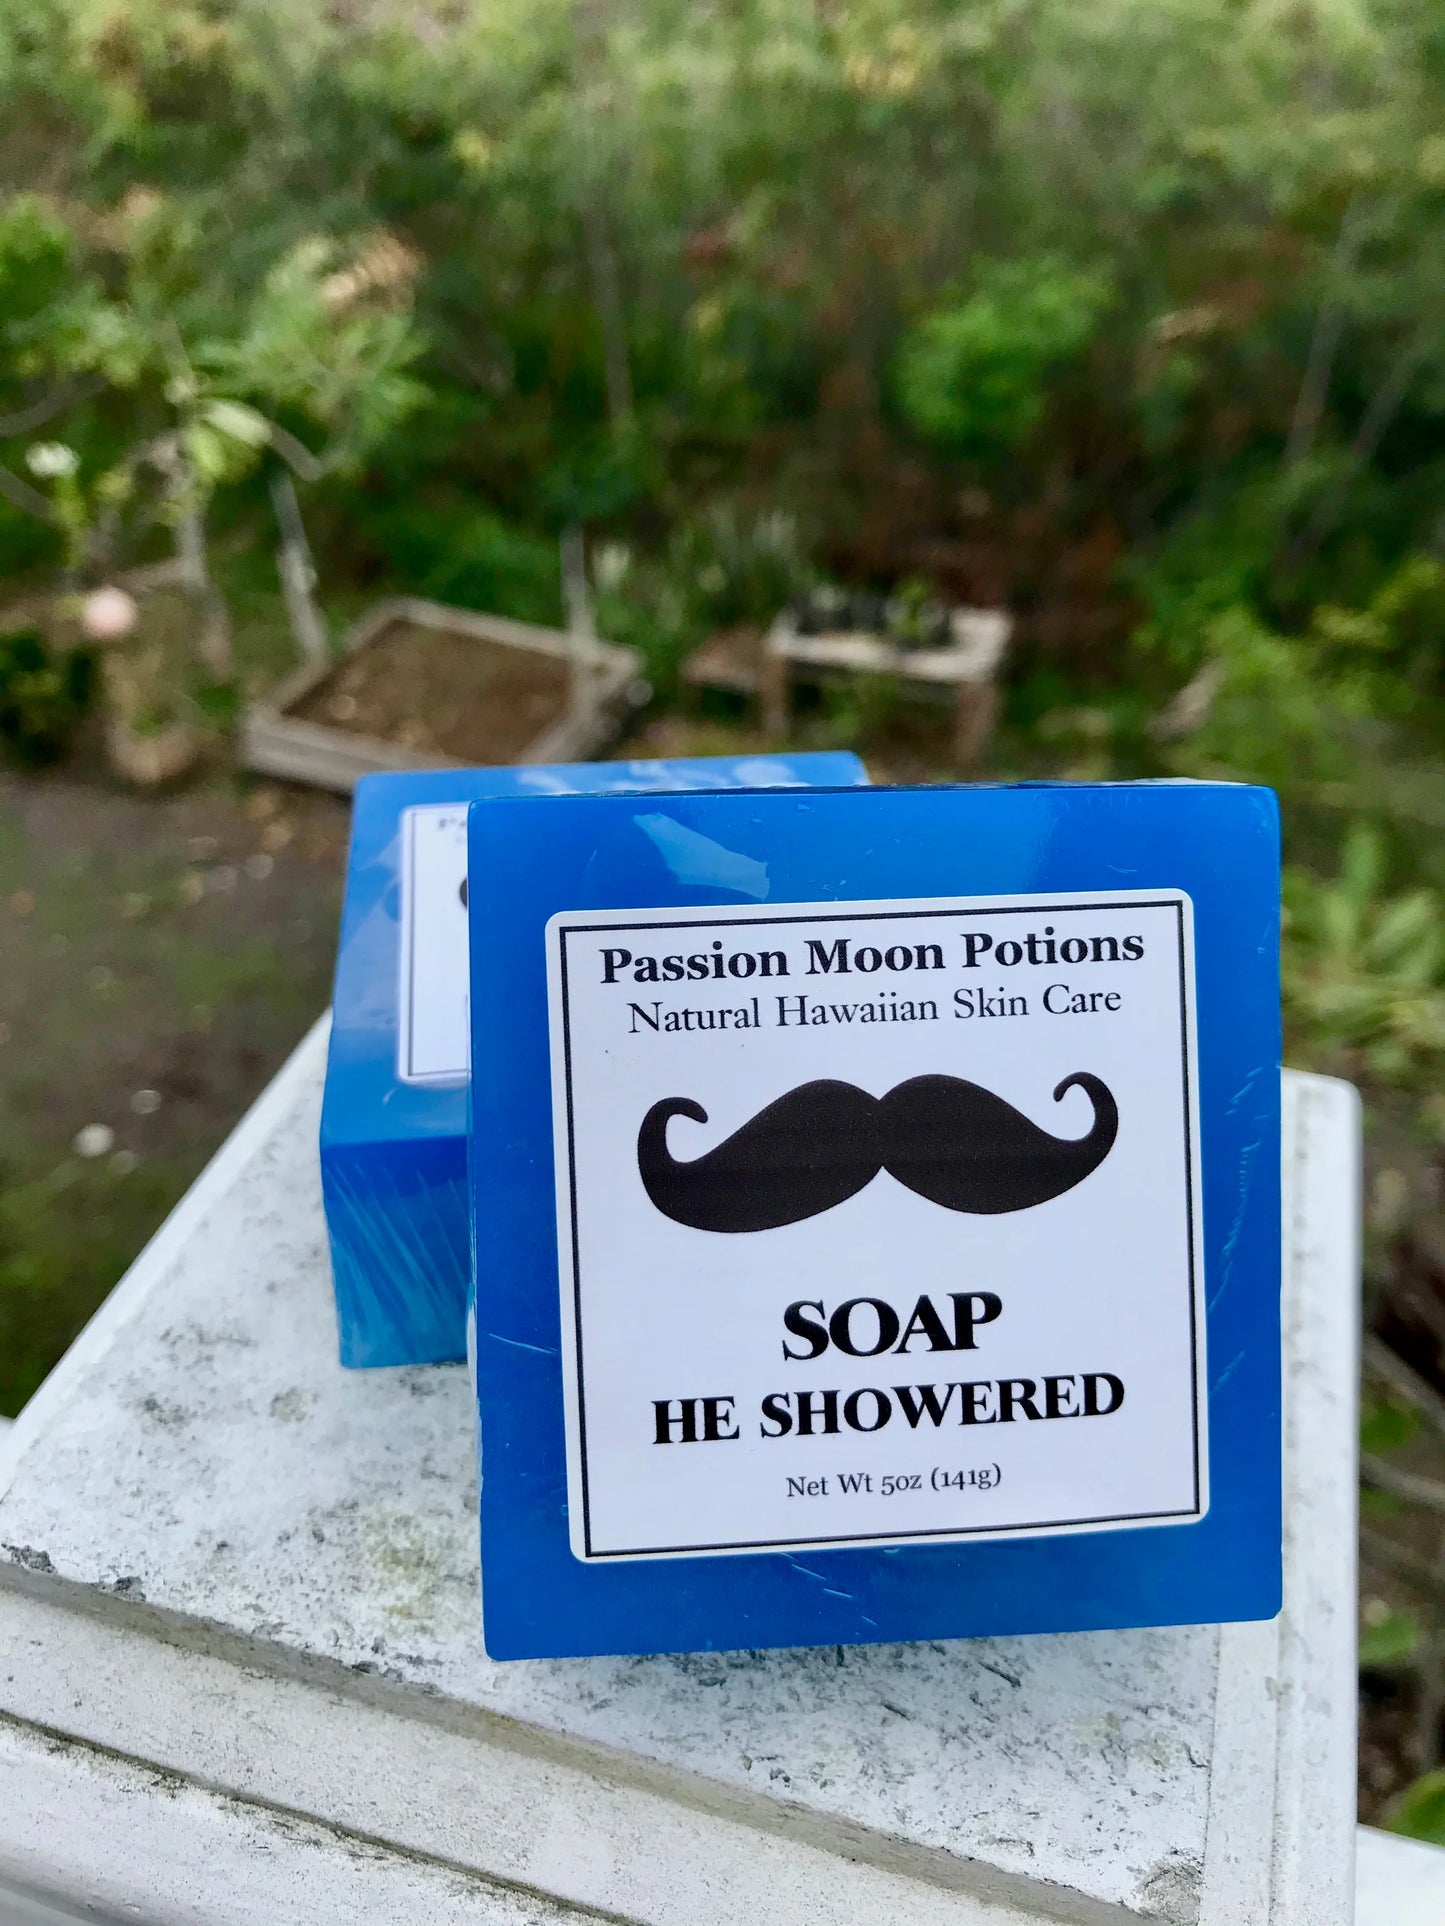 Passion Moon Potions
Natural Hawaiian Skin Care
SOAP
HE SHOWERED
Net Wt 5oz (141g)